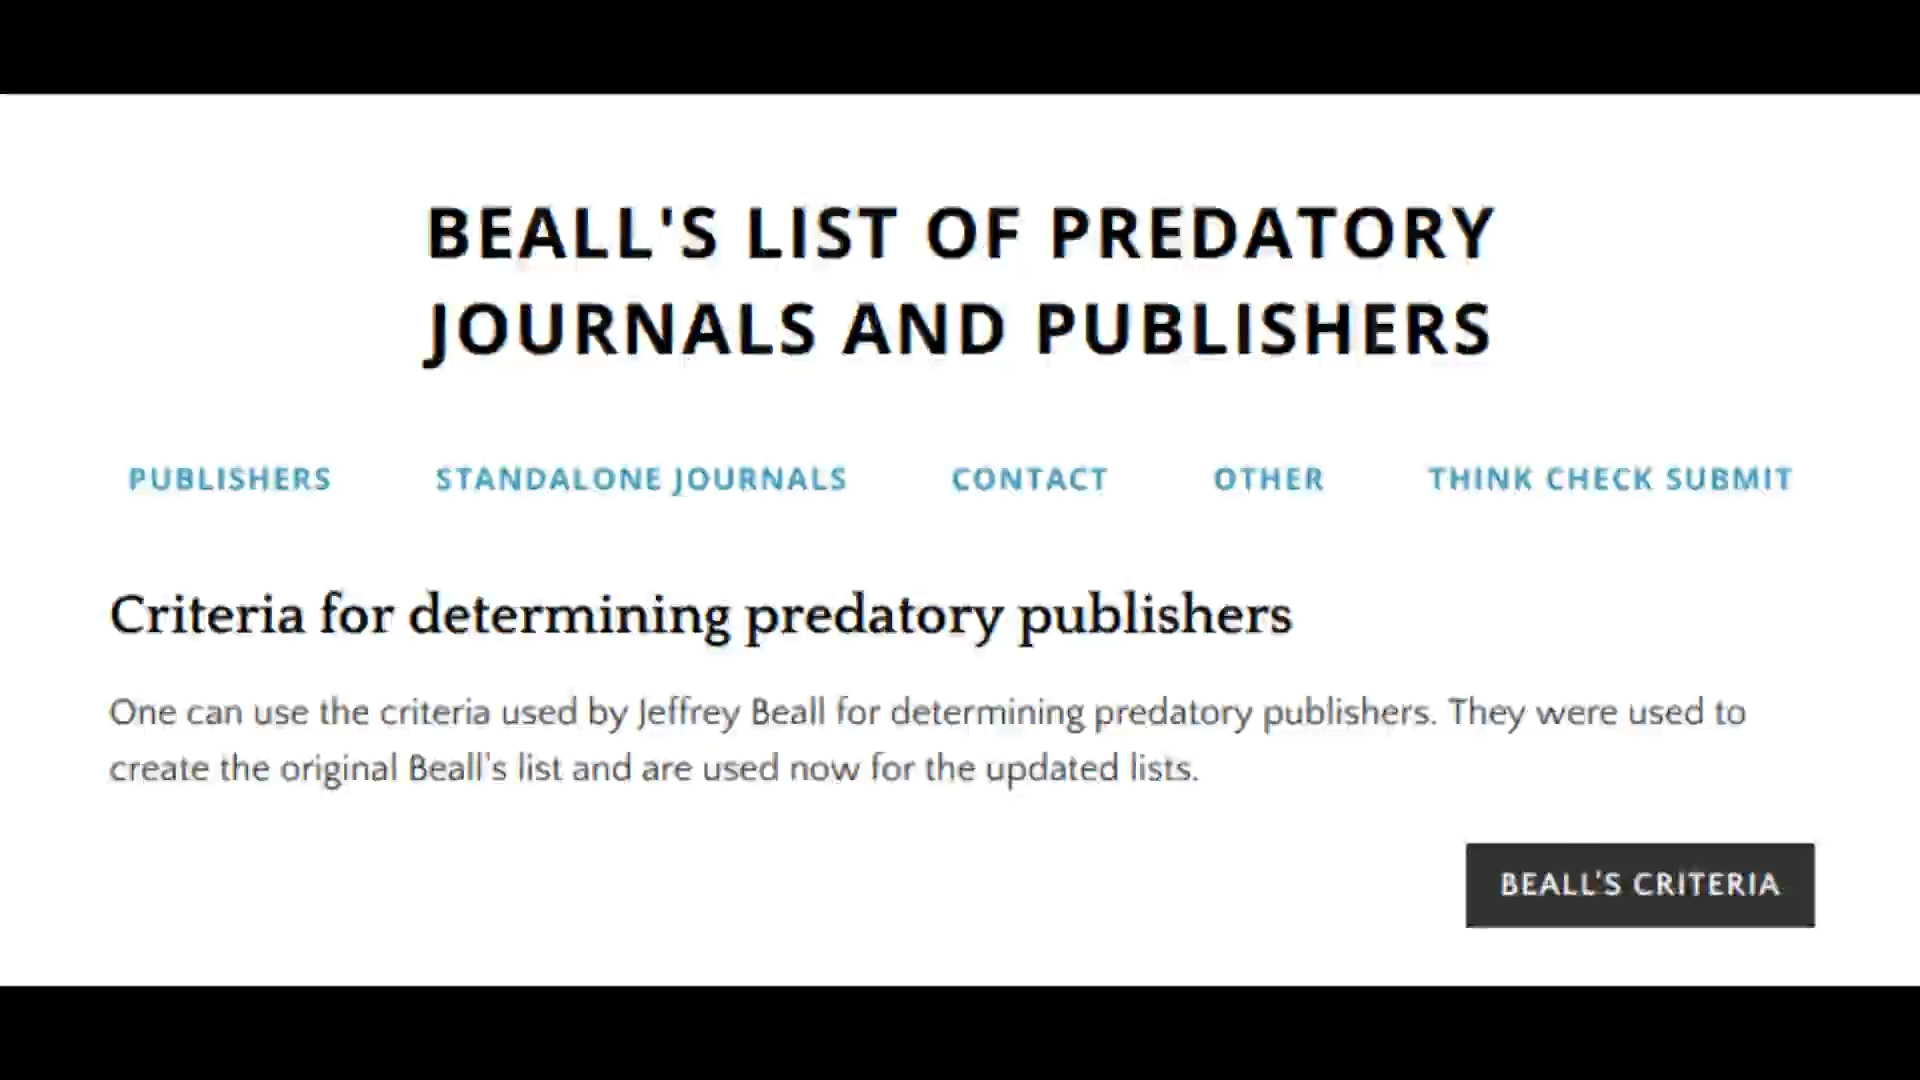 BEALL'S LIST OF PREDATORY
JOURNALS AND PUBLISHERS
PUBLISHERS STANDALONE JOURNALS CONTACT OTHER THINK CHECK SUBMIT
Criteria for determining predatory publishers
One can use the criteria used by Jeffrey Beall for determining predatory publishers. They were used to
create the original Beall's list and are used now for the updated lists.
BEALL'S CRITERIA